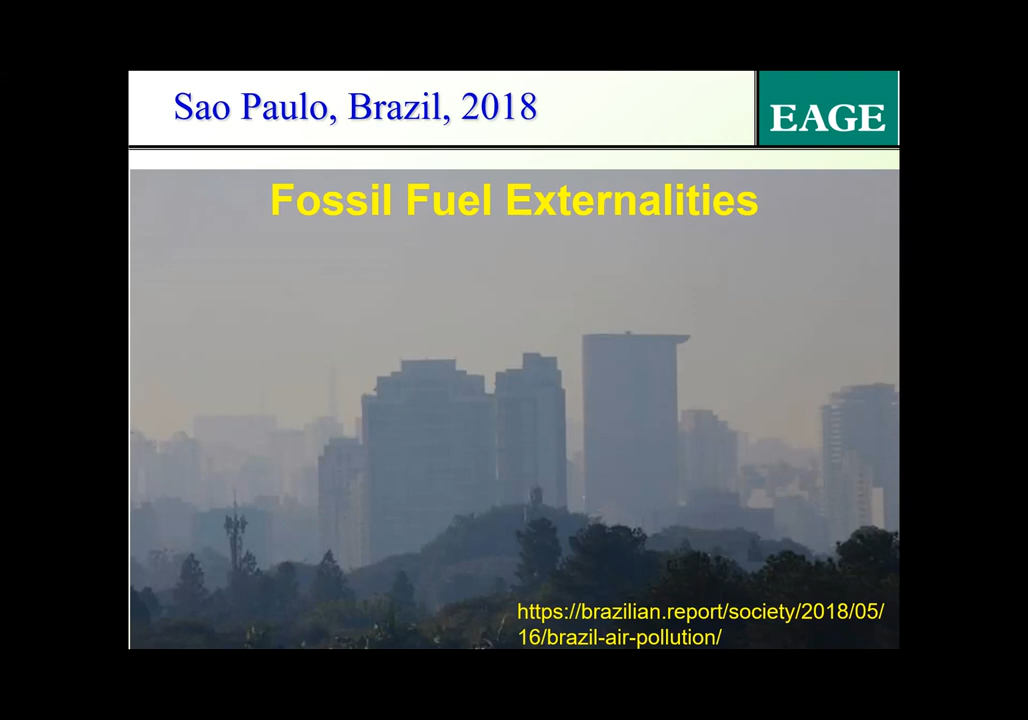 Sao Paulo, Brazil, 2018
EAGE
Fossil Fuel Externalities
https://brazilian.report/society/2018/05/
16/brazil-air-pollution/